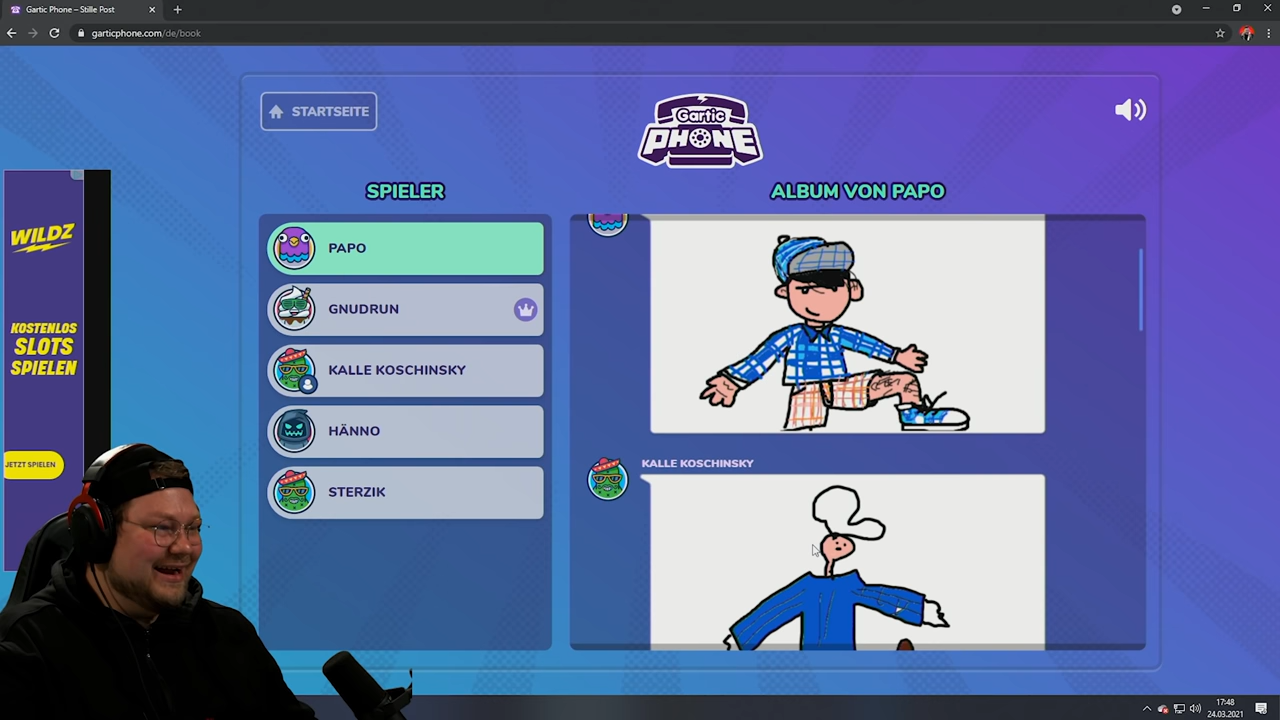 Gartic Phone – Stille Post
garticphone.com/de/book
STARTSEITE
Gartic
PHONE
SPIELER
ALBUM VON PAPO
PAPO
GNUDRUN
KALLE KOSCHINSKY
HÄNNO
STERZIK
KALLE KOSCHINSKY
WILDZ
KOSTENLOS
SLOTS
SPIELEN
JETZT SPIELEN
17:48
24.03.2021